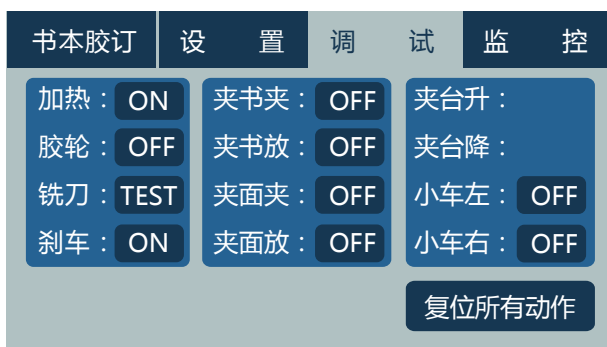 书本胶订 设置 调试 监控
加热：ON 夹书夹：OFF 夹台升：
胶轮：OFF 夹书放：OFF 夹台降：
铣刀：TEST 夹面夹：OFF 小车左：OFF
刹车：ON 夹面放：OFF 小车右：OFF
复位所有动作